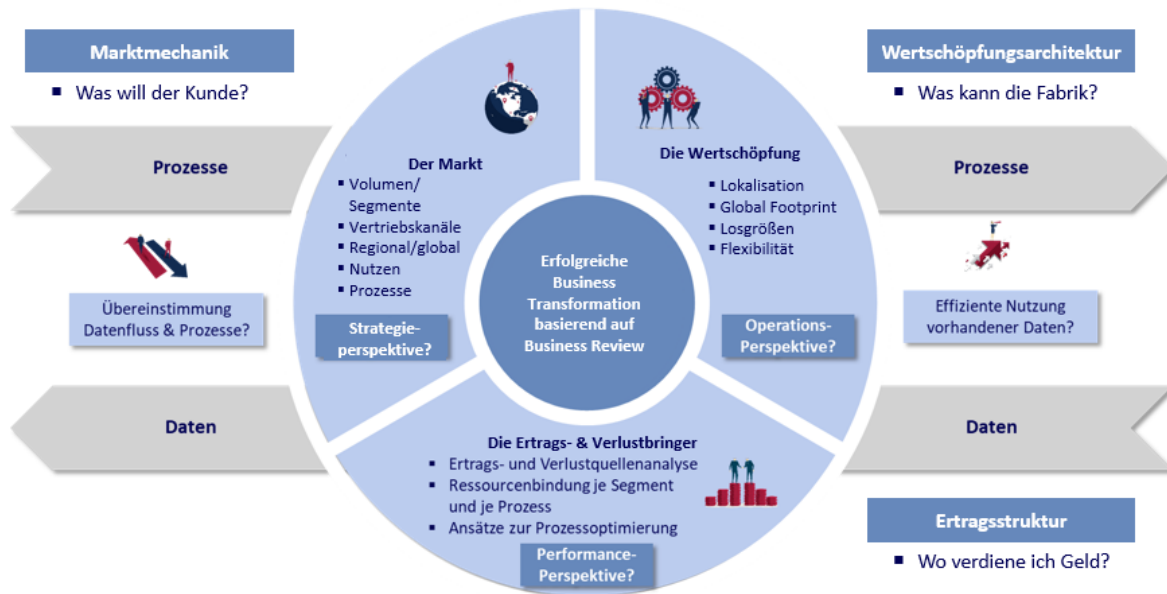 Marktmechanik
▪ Was will der Kunde?
Prozesse
Übereinstimmung
Datenfluss & Prozesse?
Daten
Der Markt
▪ Volumen/
Segmente
▪ Vertriebskanäle
▪ Regional/global
▪ Nutzen
▪ Prozesse
Strategie-
perspektive?
Erfolgreiche
Business
Transformation
basierend auf
Business Review
Die Wertschöpfung
▪ Lokalisation
▪ Global Footprint
▪ Losgrößen
▪ Flexibilität
Operations-
Perspektive?
Die Ertrags- & Verlustbringer
▪ Ertrags- und Verlustquellenanalyse
▪ Ressourcenbindung je Segment
und je Prozess
▪ Ansätze zur Prozessoptimierung
Performance-
Perspektive?
Wertschöpfungsarchitektur
▪ Was kann die Fabrik?
Prozesse
Effiziente Nutzung
vorhandener Daten?
Daten
Ertragsstruktur
▪ Wo verdiene ich Geld?